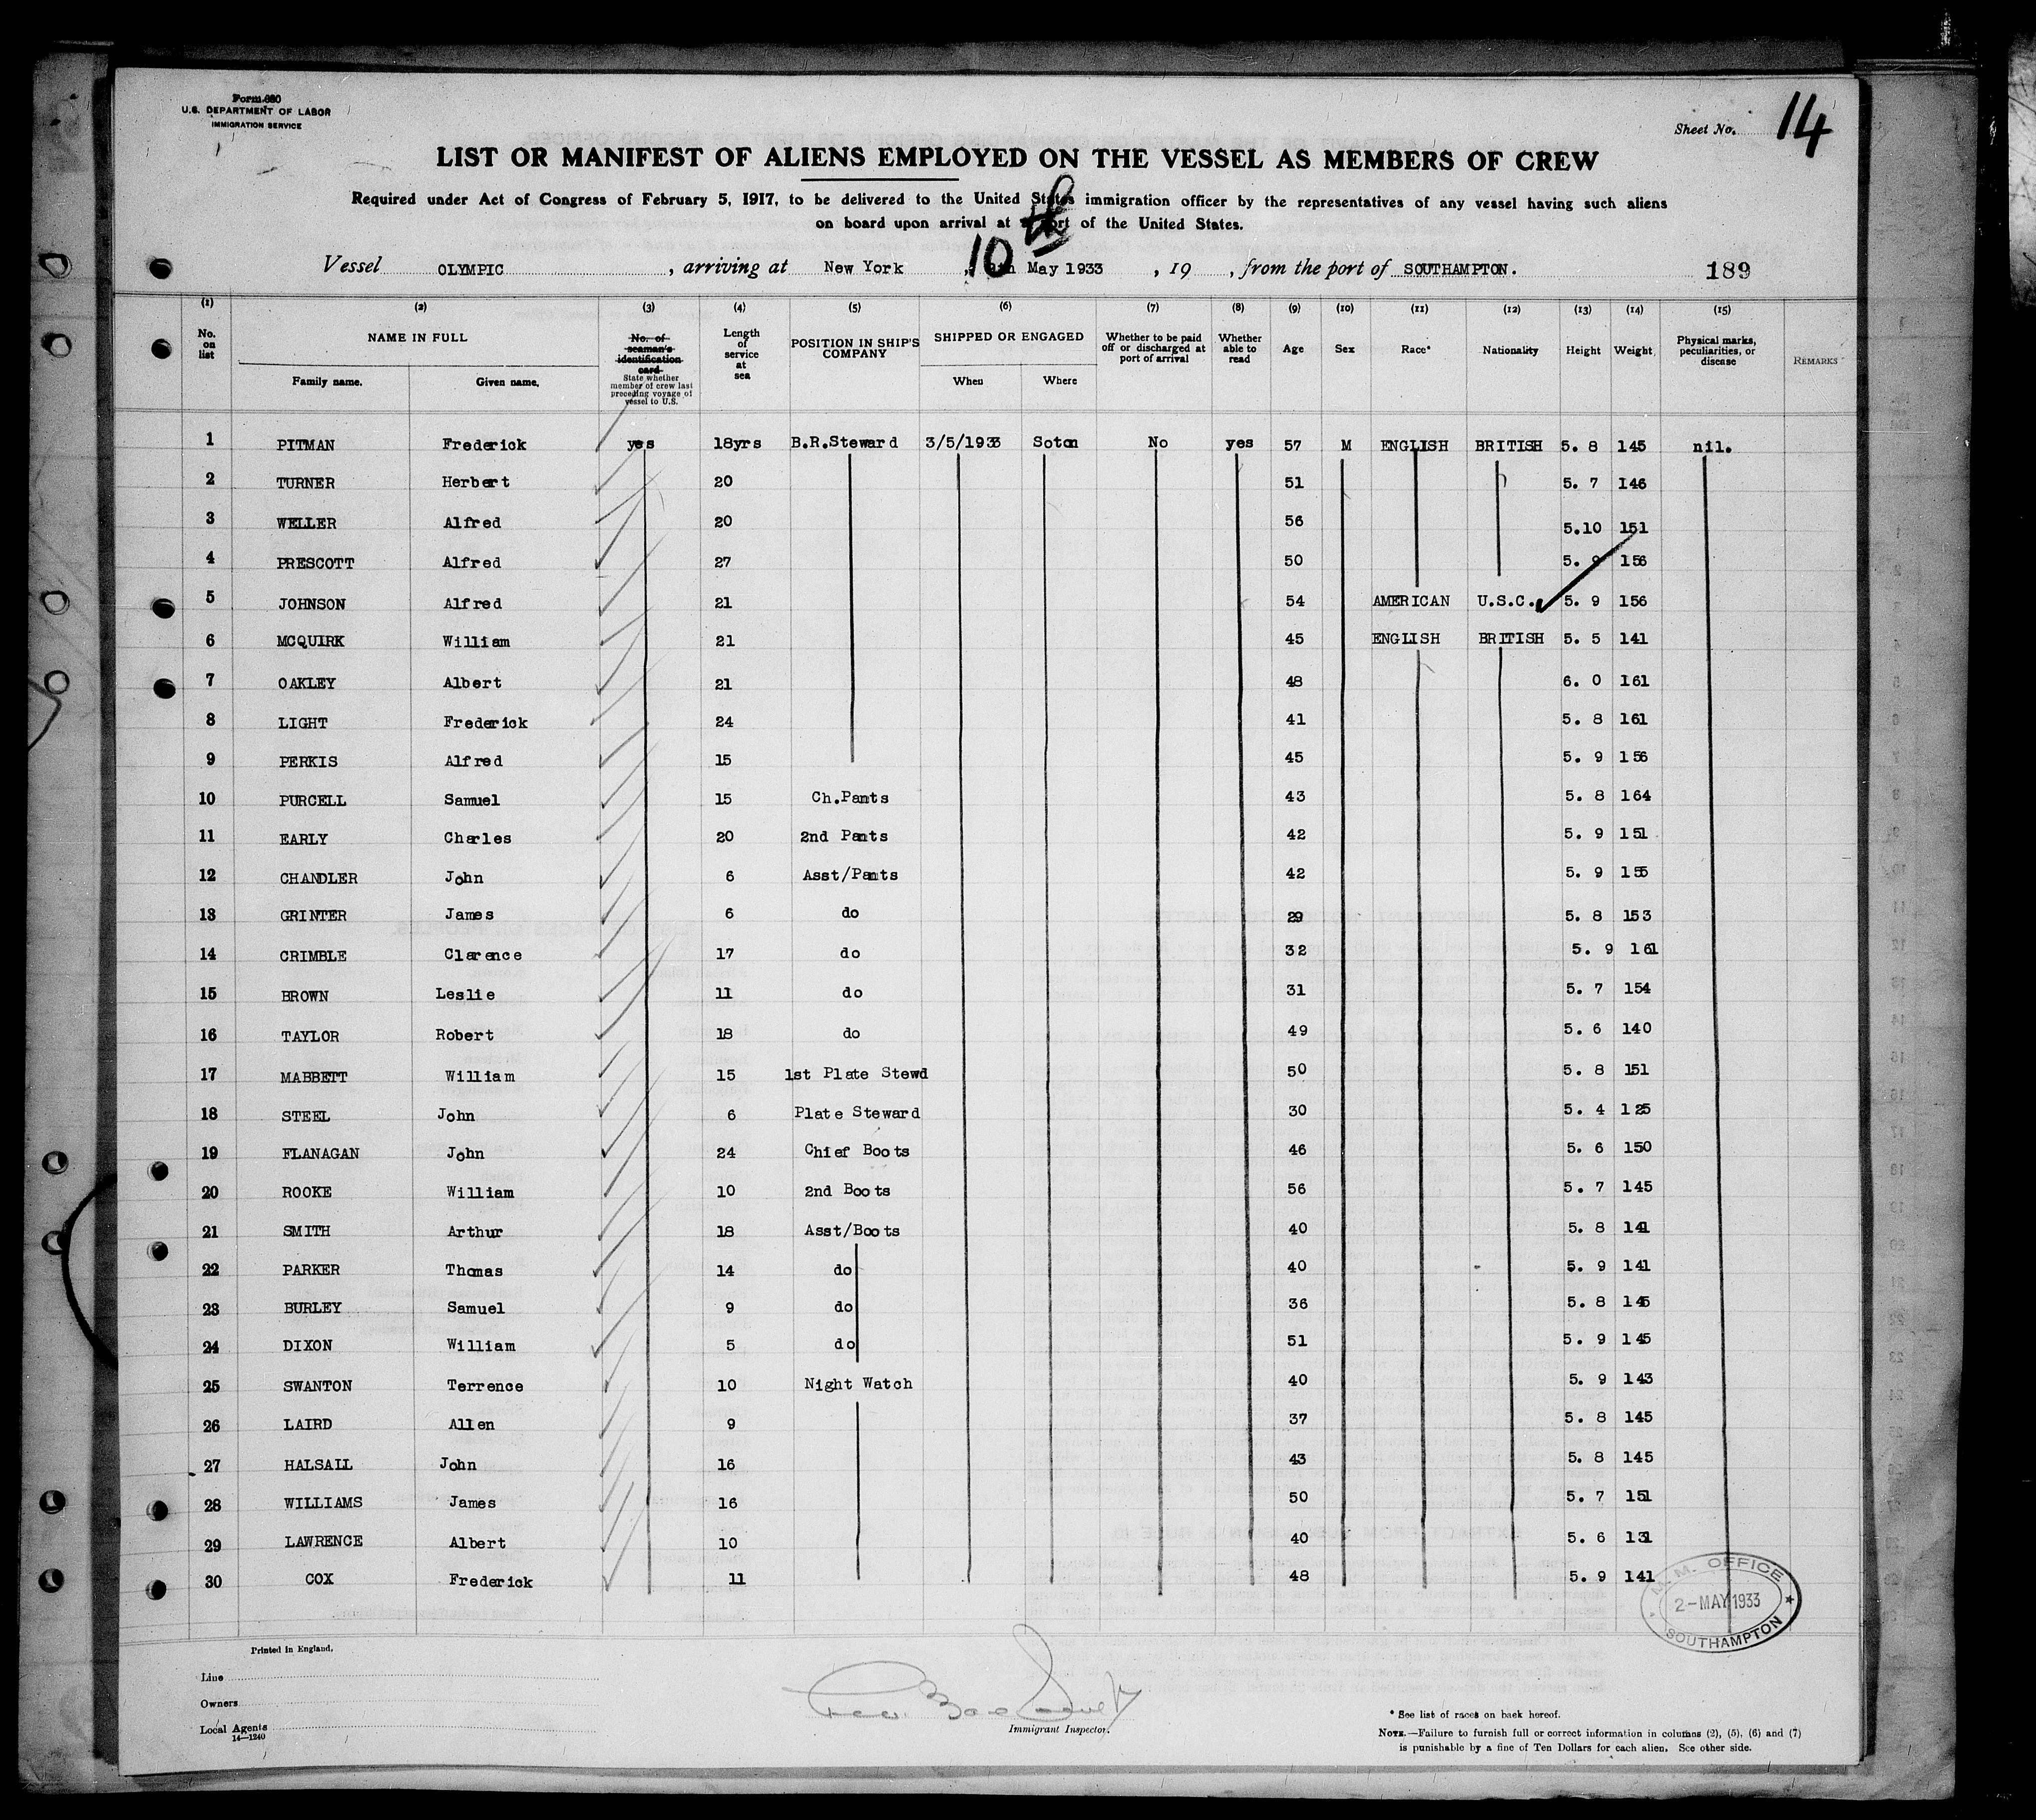 Form 680
U.S. DEPARTMENT OF LABOR
IMMIGRATION SERVICE
Sheet No. 14
LIST OR MANIFEST OF ALIENS EMPLOYED ON THE VESSEL AS MEMBERS OF CREW
Required under Act of Congress of February 5, 1917, to be delivered to the United States immigration officer by the representatives of any vessel having such aliens
on board upon arrival at a port of the United States.
10th
Vessel OLYMPIC , arriving at New York , May 1933 , 19 , from the port of SOUTHAMPTON. 189
(1) (2) (3) (4) (5) (6) (7) (8) (9) (10) (11) (12) (13) (14) (15)
No. on list
NAME IN FULL
Family name. Given name.
No. of seaman's identification card
State whether member of crew last preceding voyage of vessel to U.S.
Length of service at sea
POSITION IN SHIP'S COMPANY
SHIPPED OR ENGAGED
When Where
Whether to be paid off or discharged at port of arrival
Whether able to read
Age
Sex
Race*
Nationality
Height
Weight
Physical marks, peculiarities, or disease
REMARKS
1 PITMAN Frederick yes 18yrs B.R.Steward 3/5/1933 Soton No yes 57 M ENGLISH BRITISH 5. 8 145 nil.
2 TURNER Herbert 20 51 5. 7 146
3 WELLER Alfred 20 56 5.10 151
4 PRESCOTT Alfred 27 50 5. 9 156
5 JOHNSON Alfred 21 54 AMERICAN U.S.C. 5. 9 156
6 MCQUIRK William 21 45 ENGLISH BRITISH 5. 5 141
7 OAKLEY Albert 21 48 6. 0 161
8 LIGHT Frederick 24 41 5. 8 161
9 PERKIS Alfred 15 45 5. 9 156
10 PURCELL Samuel 15 Ch.Pants 43 5. 8 164
11 EARLY Charles 20 2nd Pants 42 5. 9 151
12 CHANDLER John 6 Asst/Pants 42 5. 9 155
13 GRINTER James 6 do 29 5. 8 153
14 CRIMBLE Clarence 17 do 32 5. 9 161
15 BROWN Leslie 11 do 31 5. 7 154
16 TAYLOR Robert 18 do 49 5. 6 140
17 MABBETT William 15 1st Plate Stewd 50 5. 8 151
18 STEEL John 6 Plate Steward 30 5. 4 125
19 FLANAGAN John 24 Chief Boots 46 5. 6 150
20 ROOKE William 10 2nd Boots 56 5. 7 145
21 SMITH Arthur 18 Asst/Boots 40 5. 8 141
22 PARKER Thomas 14 do 40 5. 9 141
23 BURLEY Samuel 9 do 36 5. 8 145
24 DIXON William 5 do 51 5. 9 145
25 SWANTON Terrence 10 Night Watch 40 5. 9 143
26 LAIRD Allen 9 37 5. 8 145
27 HALSALL John 16 43 5. 8 145
28 WILLIAMS James 16 50 5. 7 151
29 LAWRENCE Albert 10 40 5. 6 131
30 COX Frederick 11 48 5. 9 141
M.M. OFFICE
2-MAY 1933
SOUTHAMPTON
Printed in England.
Line
Owners
Local Agents
14—1240
Immigrant Inspector.
* See list of races on back hereof.
NOTE.—Failure to furnish full or correct information in columns (2), (5), (6) and (7)
is punishable by a fine of Ten Dollars for each alien. See other side.